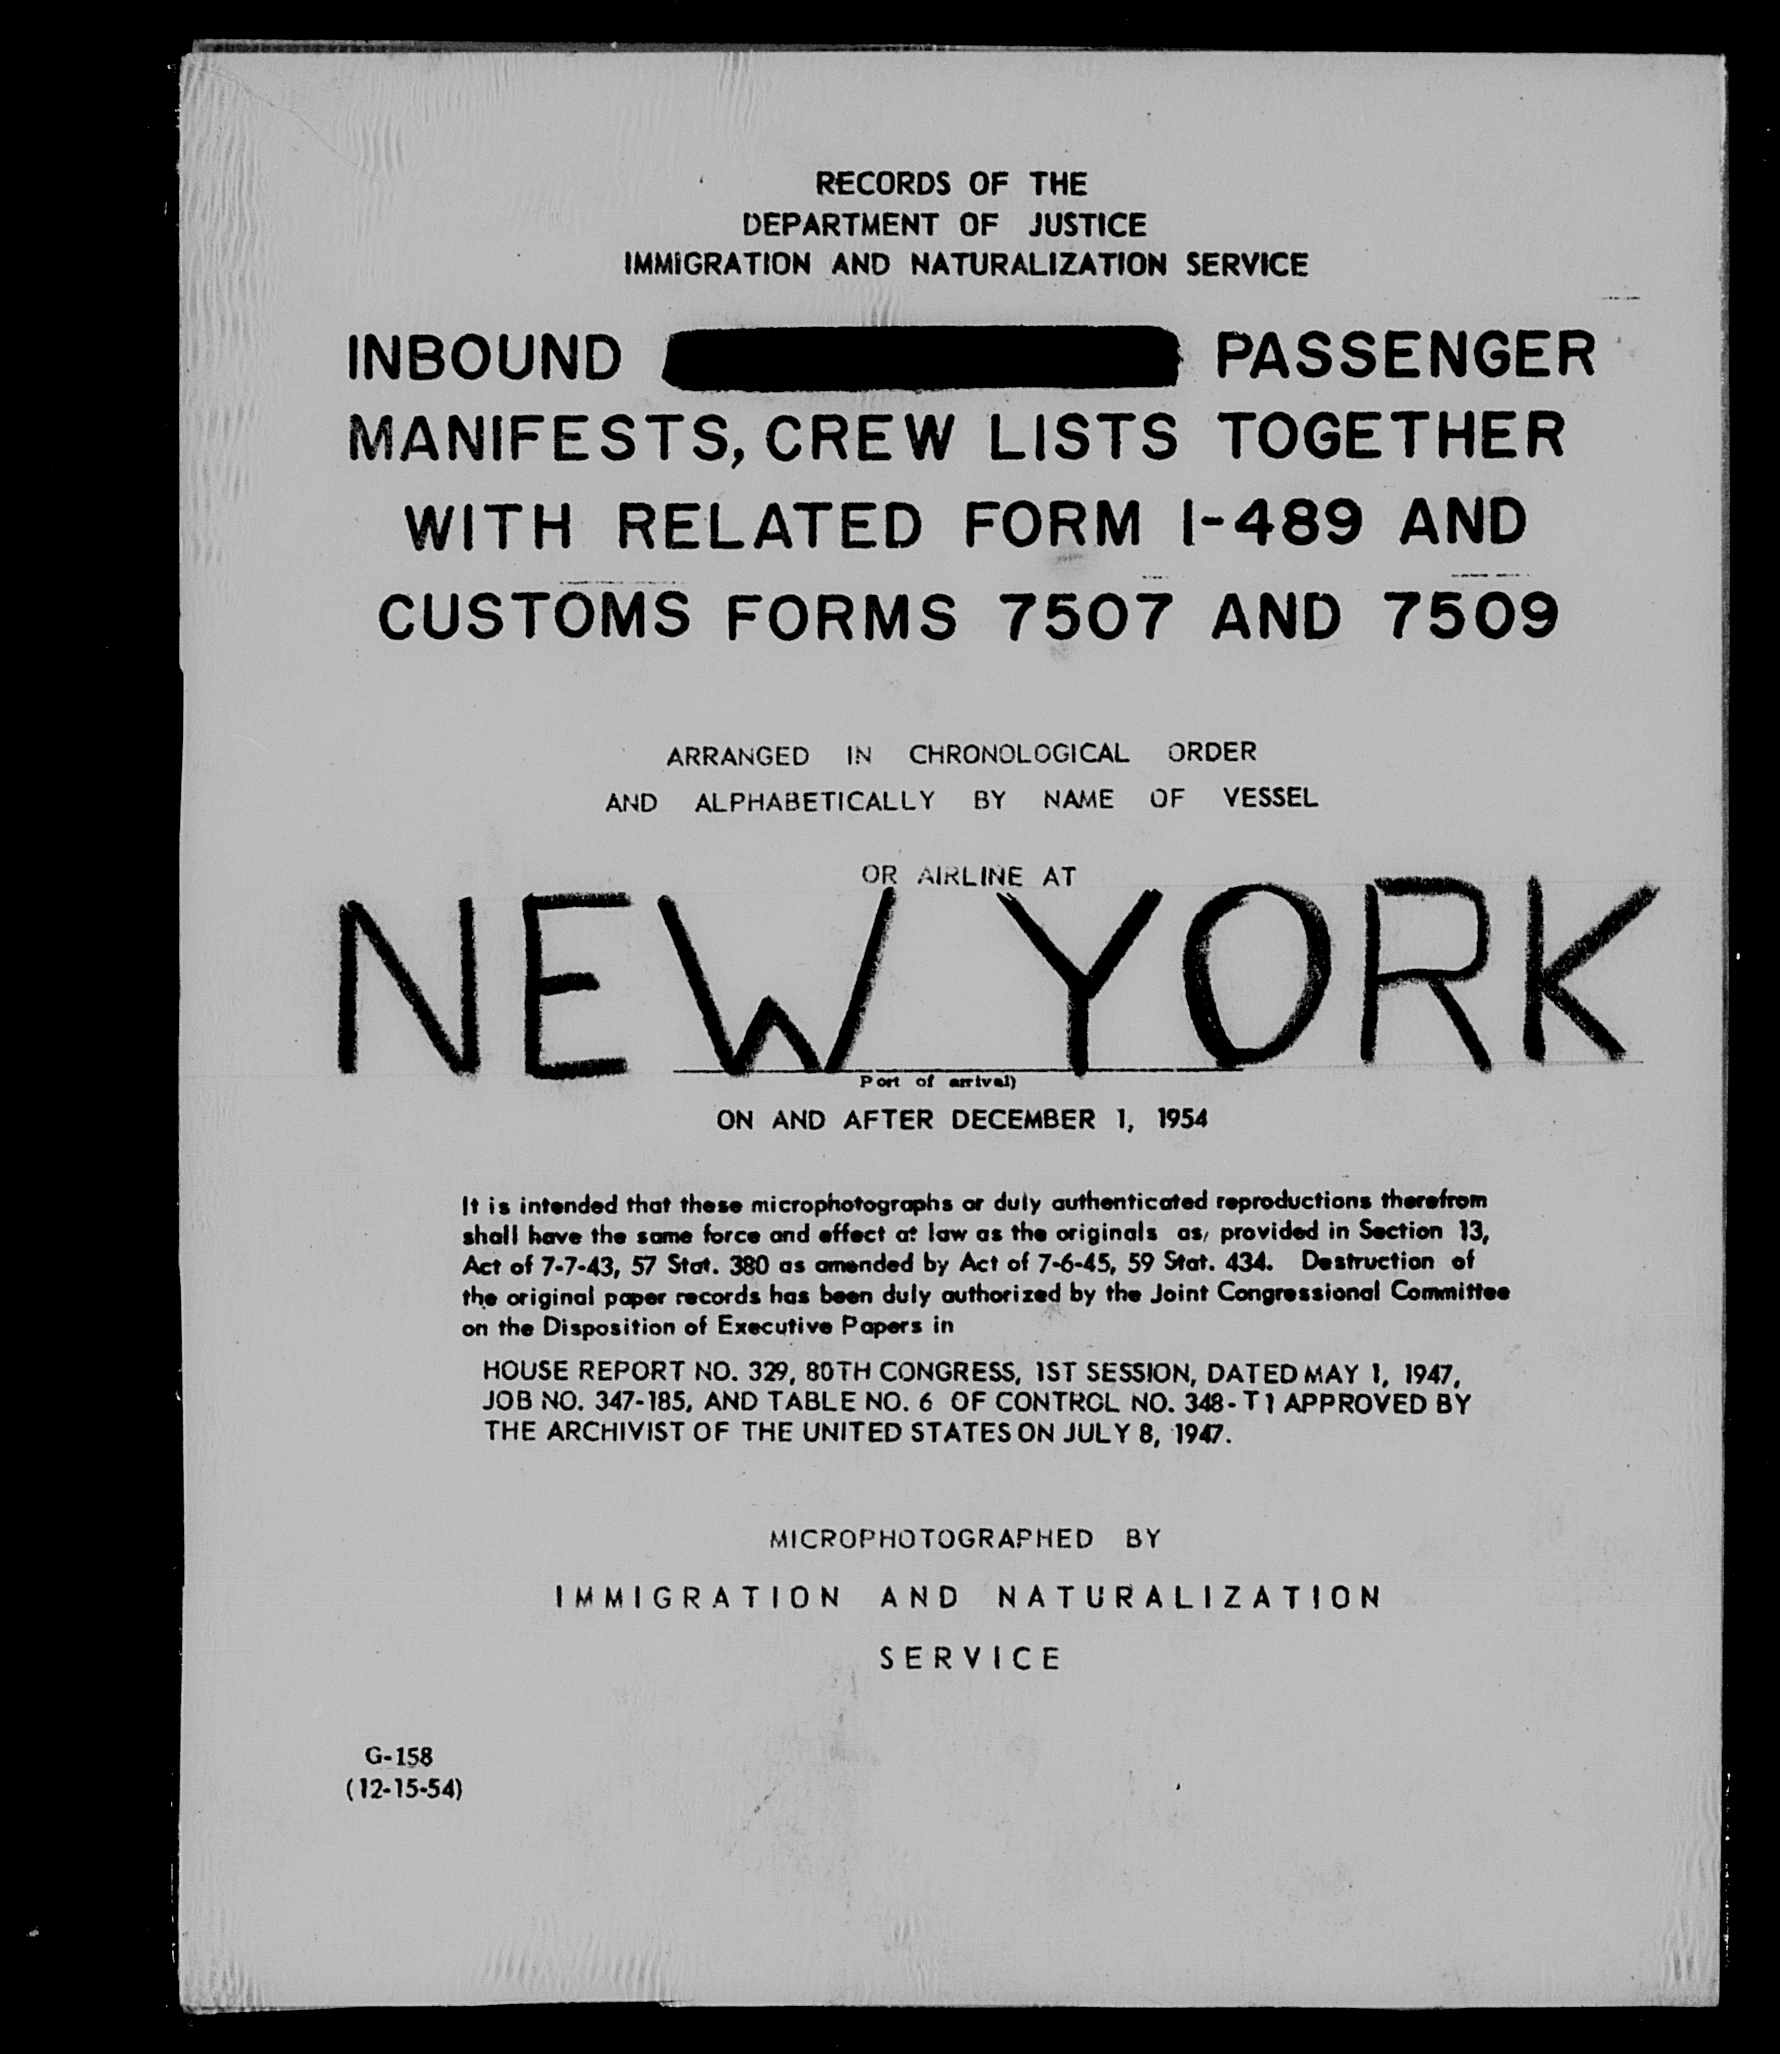 RECORDS OF THE
DEPARTMENT OF JUSTICE
IMMIGRATION AND NATURALIZATION SERVICE
INBOUND PASSENGER
MANIFESTS, CREW LISTS TOGETHER
WITH RELATED FORM I-489 AND
CUSTOMS FORMS 7507 AND 7509
ARRANGED IN CHRONOLOGICAL ORDER
AND ALPHABETICALLY BY NAME OF VESSEL
OR AIRLINE AT
NEW YORK
Port of arrival)
ON AND AFTER DECEMBER 1, 1954
It is intended that these microphotographs or duly authenticated reproductions therefrom
shall have the same force and effect at law as the originals as, provided in Section 13,
Act of 7-7-43, 57 Stat. 380 as amended by Act of 7-6-45, 59 Stat. 434. Destruction of
the original paper records has been duly authorized by the Joint Congressional Committee
on the Disposition of Executive Papers in
HOUSE REPORT NO. 329, 80TH CONGRESS, 1ST SESSION, DATED MAY 1, 1947,
JOB NO. 347-185, AND TABLE NO. 6 OF CONTROL NO. 348-T1 APPROVED BY
THE ARCHIVIST OF THE UNITED STATES ON JULY 8, 1947.
MICROPHOTOGRAPHED BY
IMMIGRATION AND NATURALIZATION
SERVICE
G-158
(12-15-54)